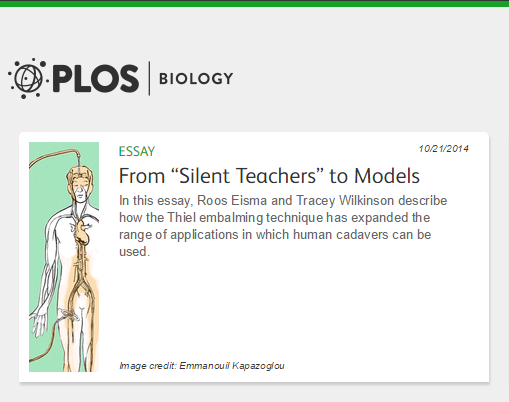 PLOS BIOLOGY
ESSAY
10/21/2014
From “Silent Teachers” to Models
In this essay, Roos Eisma and Tracey Wilkinson describe
how the Thiel embalming technique has expanded the
range of applications in which human cadavers can be
used.
Image credit: Emmanouil Kapazoglou